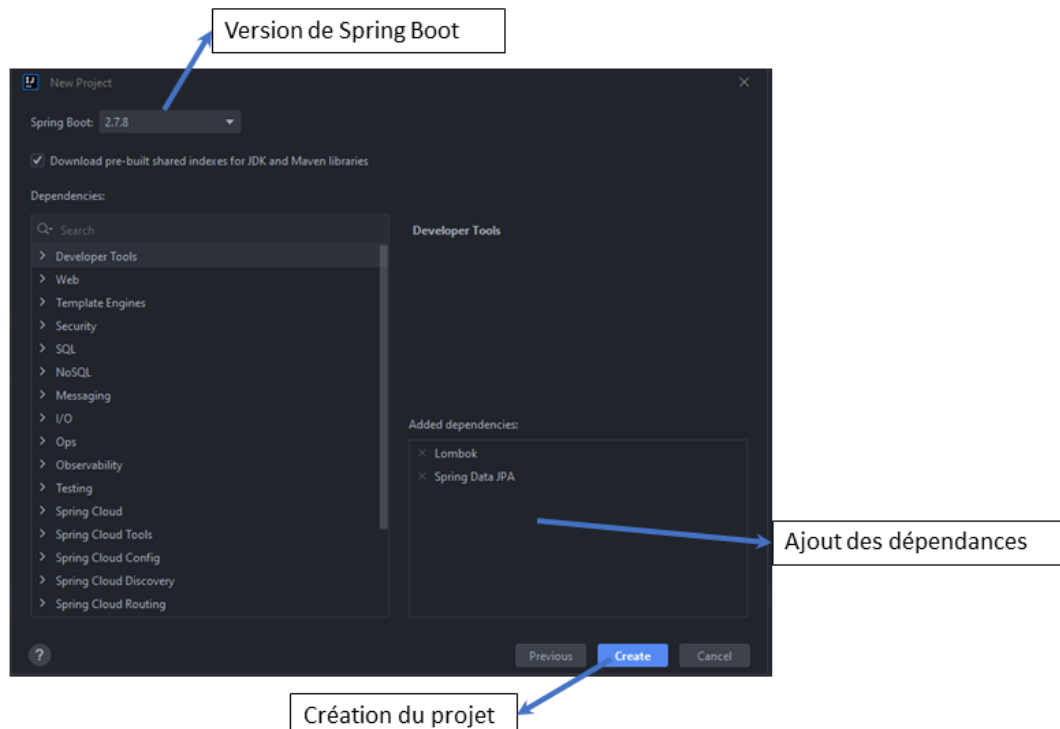 Version de Spring Boot
New Project
Spring Boot: 2.7.8
Download pre-built shared indexes for JDK and Maven libraries
Dependencies:
Search
Developer Tools
Web
Template Engines
Security
SQL
NoSQL
Messaging
I/O
Ops
Observability
Testing
Spring Cloud
Spring Cloud Tools
Spring Cloud Config
Spring Cloud Discovery
Spring Cloud Routing
Developer Tools
Added dependencies:
Lombok
Spring Data JPA
Ajout des dépendances
?
Previous
Create
Cancel
Création du projet